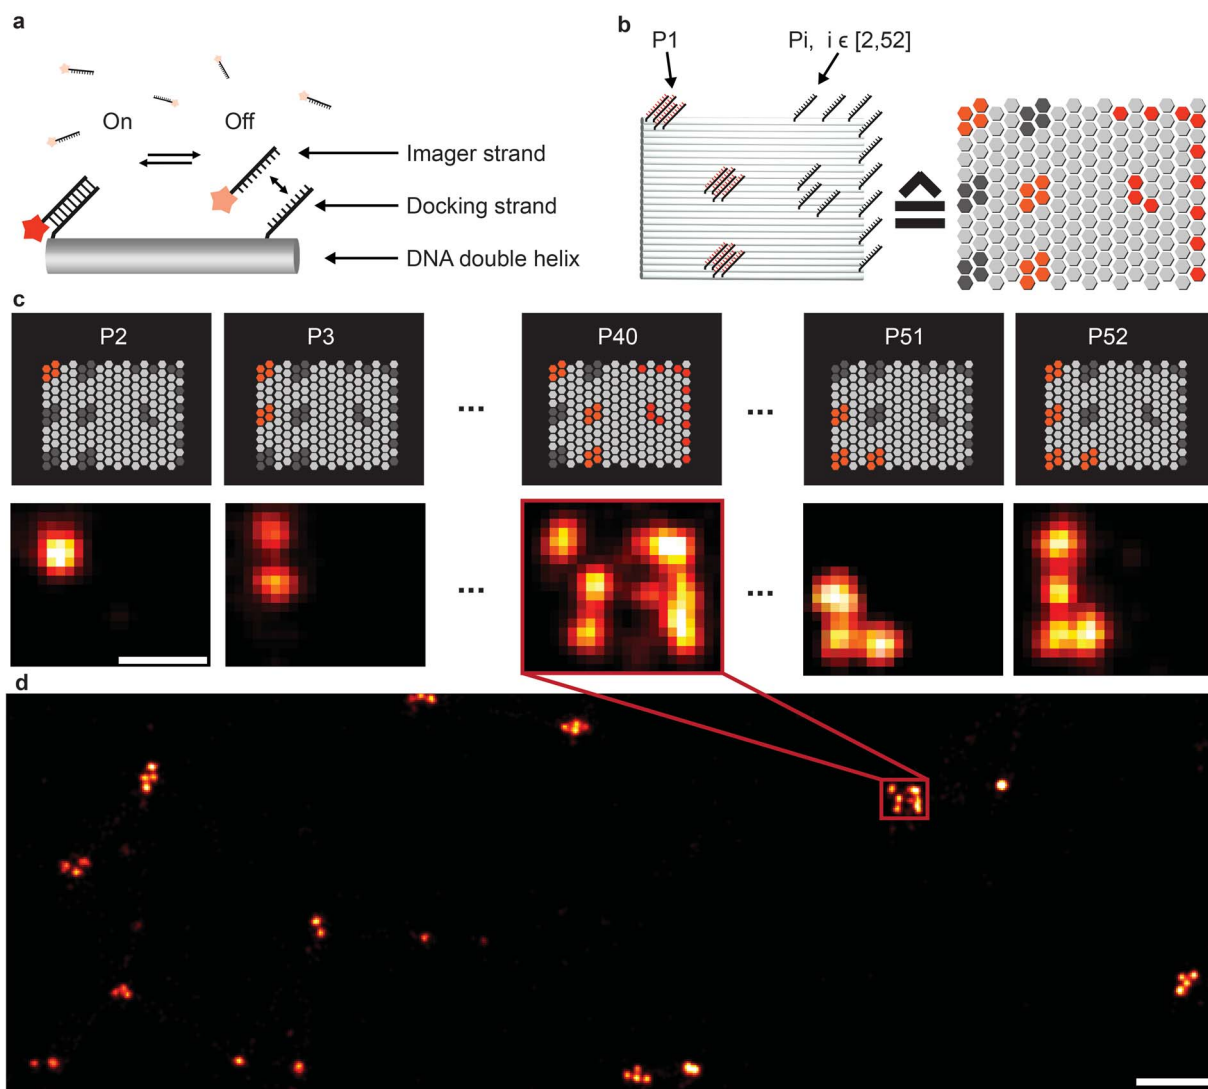 a
b
P1
Pi, i ϵ [2,52]
On
Off
Imager strand
Docking strand
DNA double helix
c
P2
P3
...
P40
...
P51
P52
...
...
d